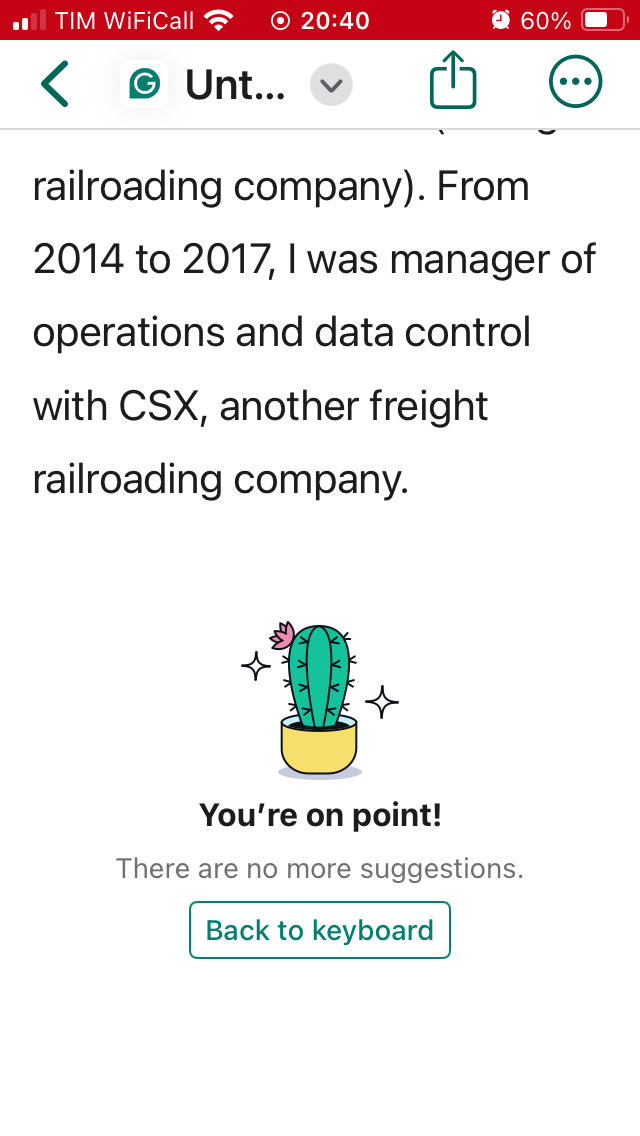 TIM WiFiCall 20:40 60%
Unt...
railroading company). From
2014 to 2017, I was manager of
operations and data control
with CSX, another freight
railroading company.
You're on point!
There are no more suggestions.
Back to keyboard